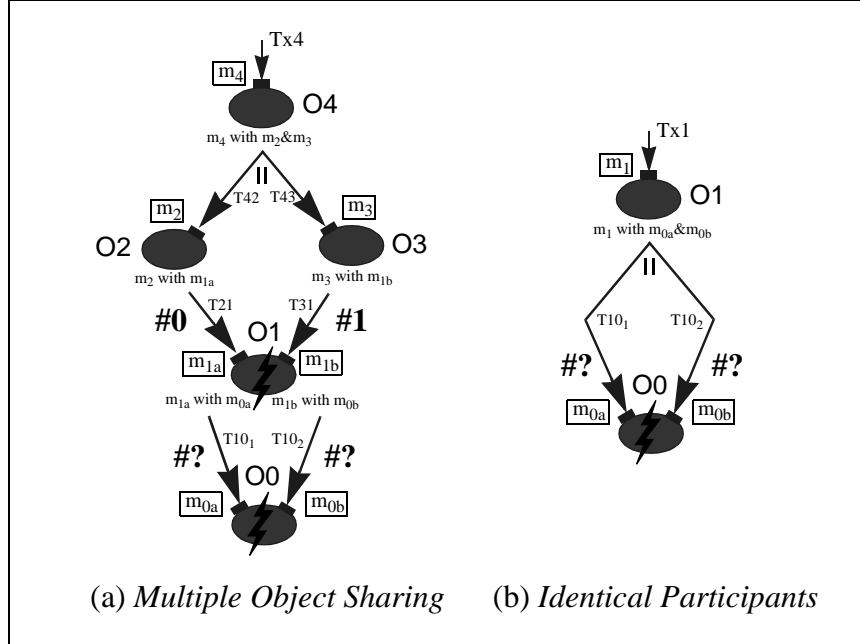 Tx4
m4
O4
m4 with m2&m3
||
T42 T43
m2 m3
O2 O3
m2 with m1a m3 with m1b
T21 T31
#0 O1 #1
m1a m1b
m1a with m0a m1b with m0b
T101 T102
#? #?
O0
m0a m0b
(a) Multiple Object Sharing
Tx1
m1
O1
m1 with m0a&m0b
||
T101 T102
#? #?
O0
m0a m0b
(b) Identical Participants